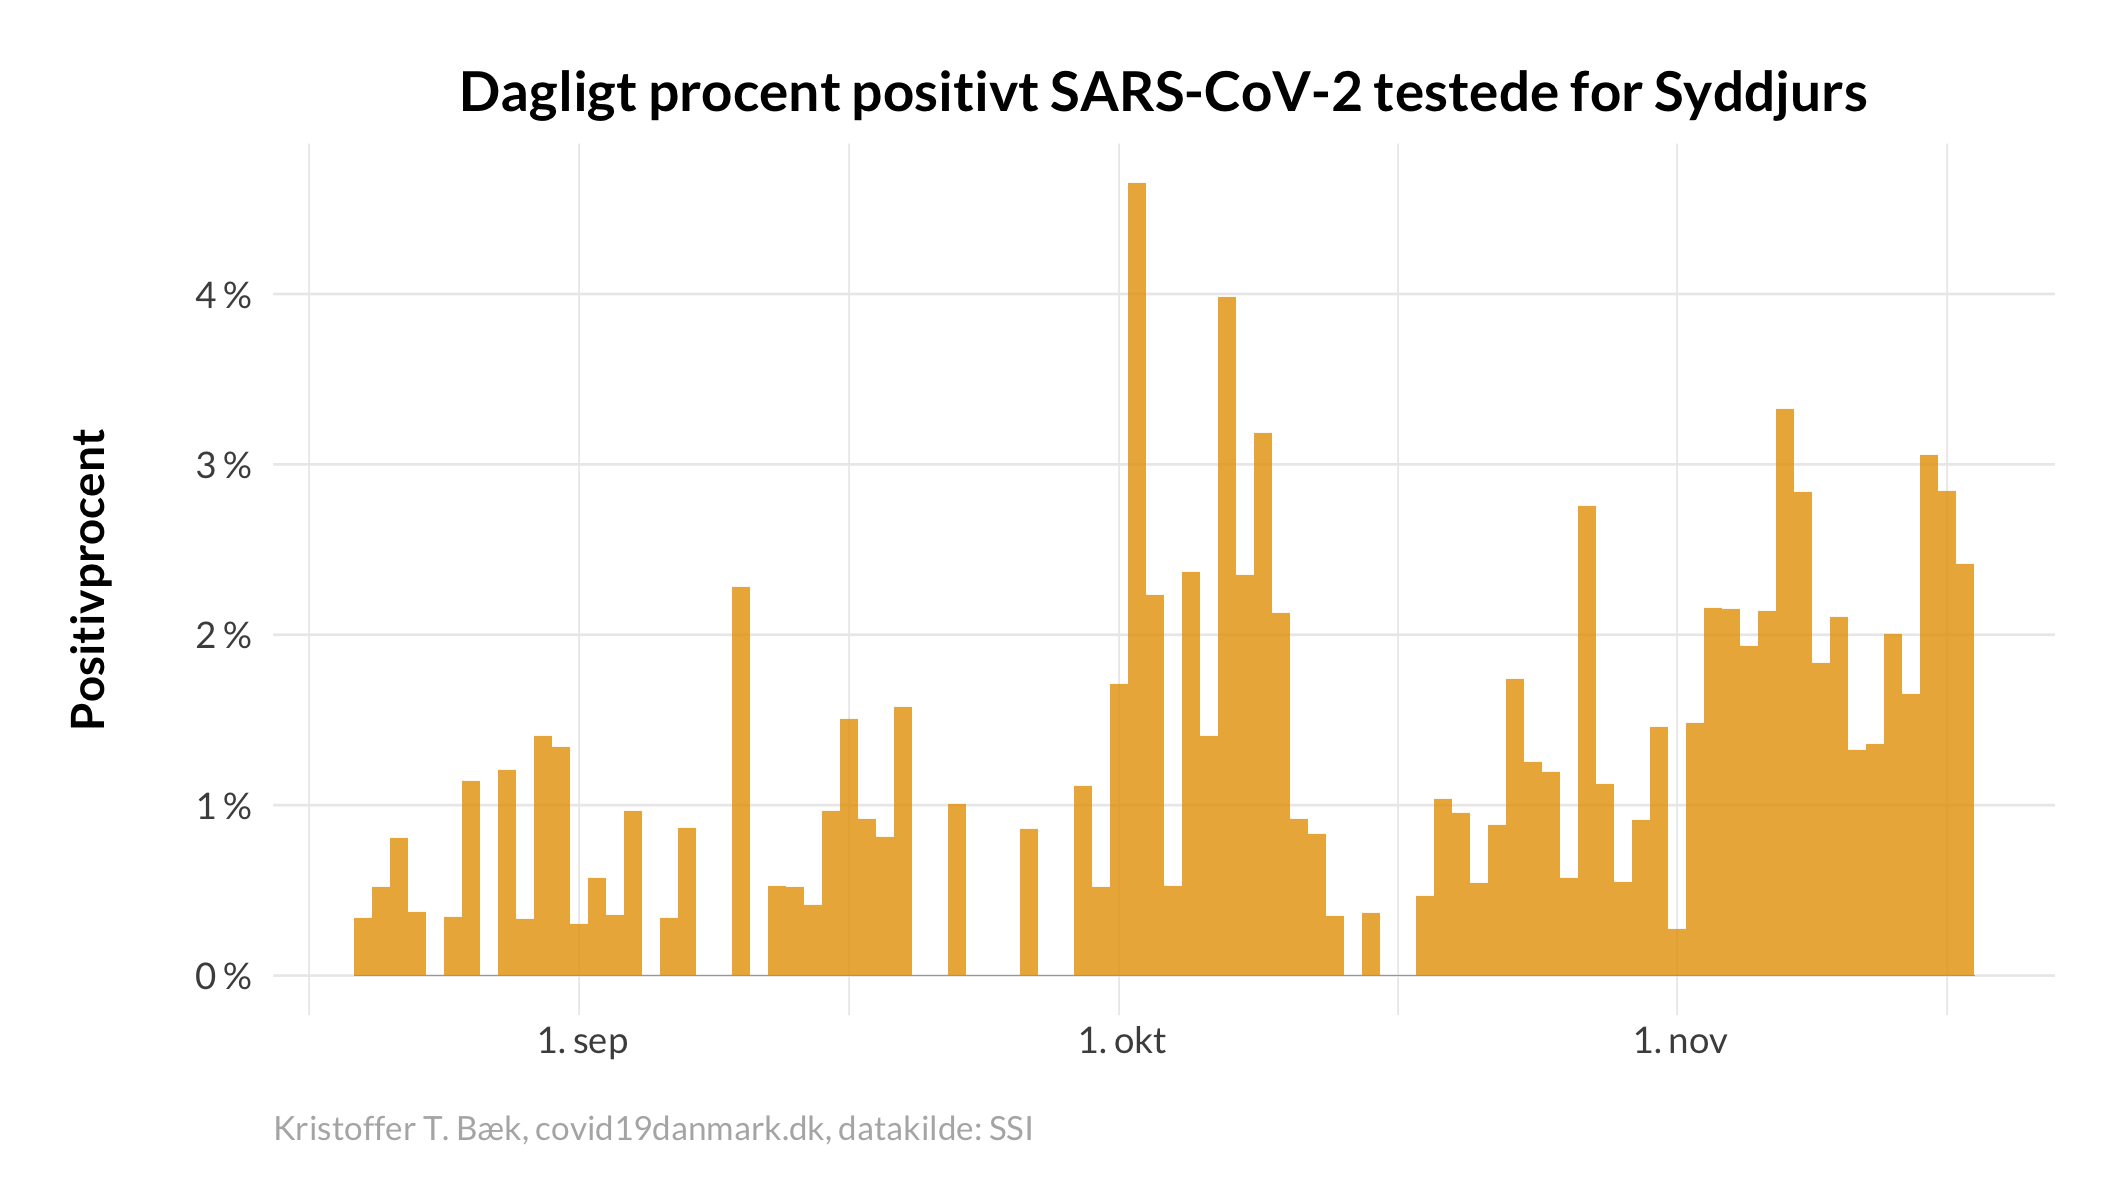 Dagligt procent positivt SARS-CoV-2 testede for Syddjurs
Positivprocent
4 %
3 %
2 %
1 %
0 %
1. sep
1. okt
1. nov
Kristoffer T. Bæk, covid19danmark.dk, datakilde: SSI